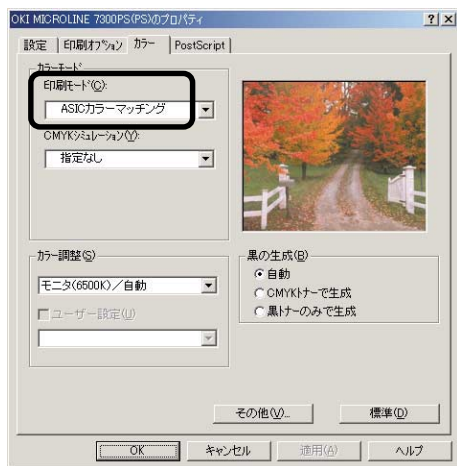 OKI MICROLINE 7300PS(PS)のプロパティ
設定 印刷オプション カラー PostScript
カラーモード
印刷モード(C):
ASICカラーマッチング
CMYKシミュレーション(Y):
指定なし
カラー調整(S)
モニタ(6500K)/自動
ユーザー設定(U)
黒の生成(B)
自動
CMYKトナーで生成
黒トナーのみで生成
その他(V)...
標準(D)
OK キャンセル 適用(A) ヘルプ